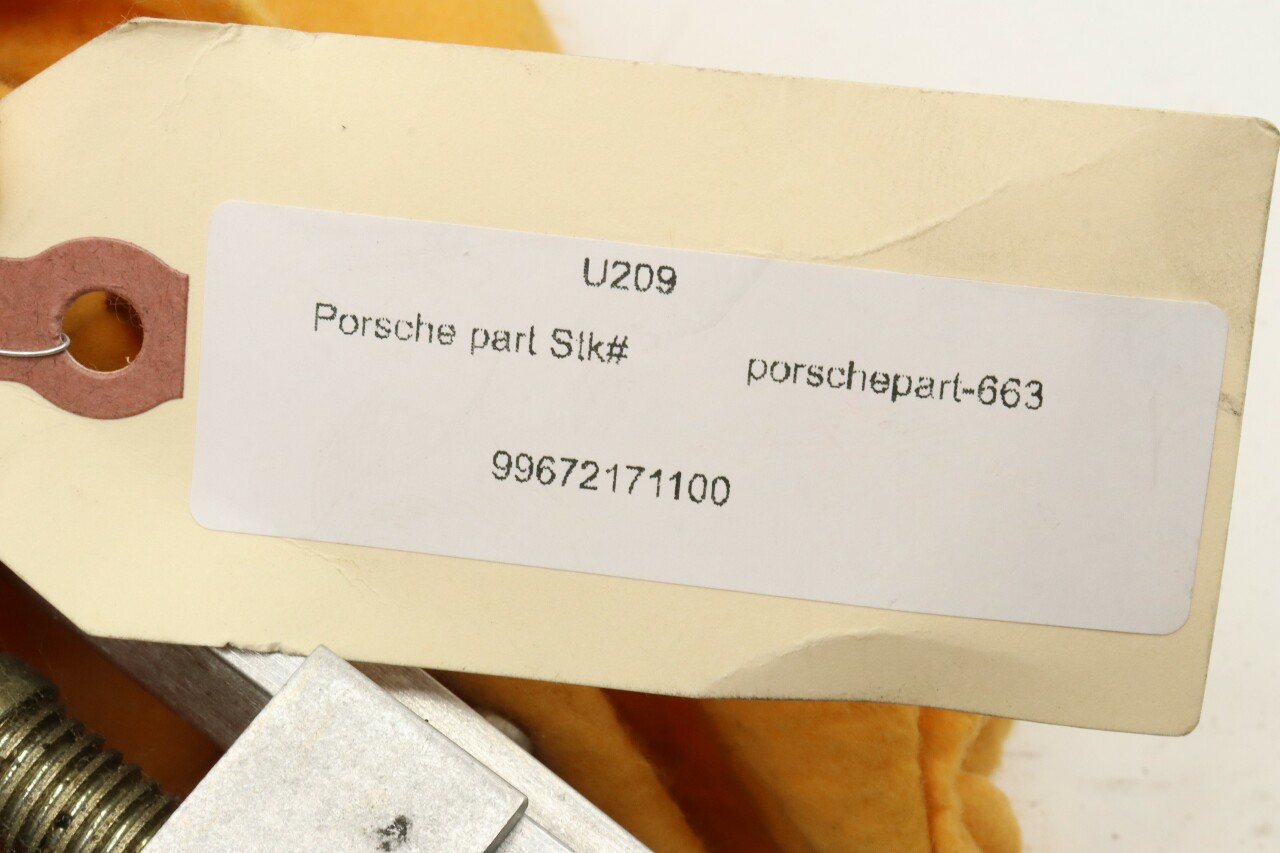 U209
Porsche part Stk#
porschepart-663
99672171100